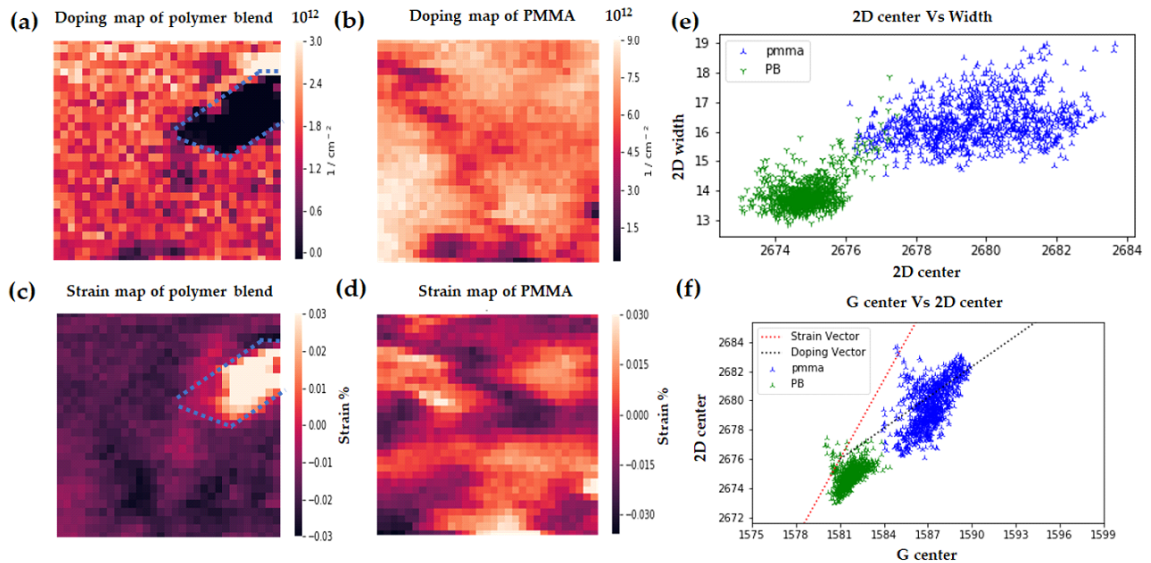 (a)
Doping map of polymer blend
10¹²
3.0
2.4
1.8
1.2
0.6
0.0
1 / cm⁻²
(b)
Doping map of PMMA
10¹²
9.0
7.5
6.0
4.5
3.0
1.5
1 / cm⁻²
(e)
2D center Vs Width
19
18
17
16
15
14
13
2D width
pmma
PB
2674
2676
2678
2680
2682
2684
2D center
(c)
Strain map of polymer blend
0.03
0.02
0.01
0.00
−0.01
−0.02
−0.03
Strain %
(d)
Strain map of PMMA
0.030
0.015
0.000
−0.015
−0.030
Strain %
(f)
G center Vs 2D center
2684
2682
2680
2678
2676
2674
2672
2D center
Strain Vector
Doping Vector
pmma
PB
1575
1578
1581
1584
1587
1590
1593
1596
1599
G center